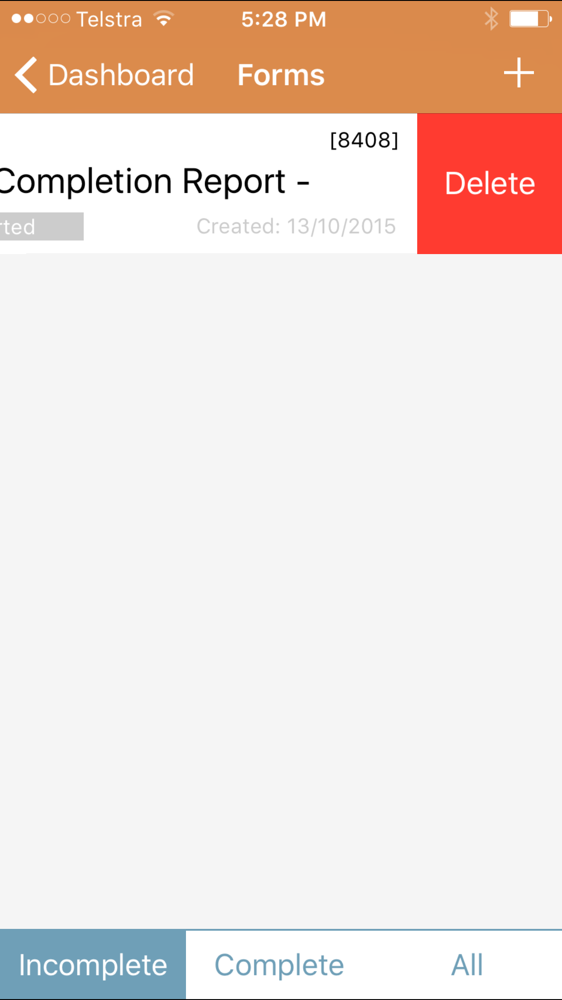 Telstra 5:28 PM
Dashboard Forms
[8408]
Completion Report -
rted Created: 13/10/2015
Delete
Incomplete Complete All